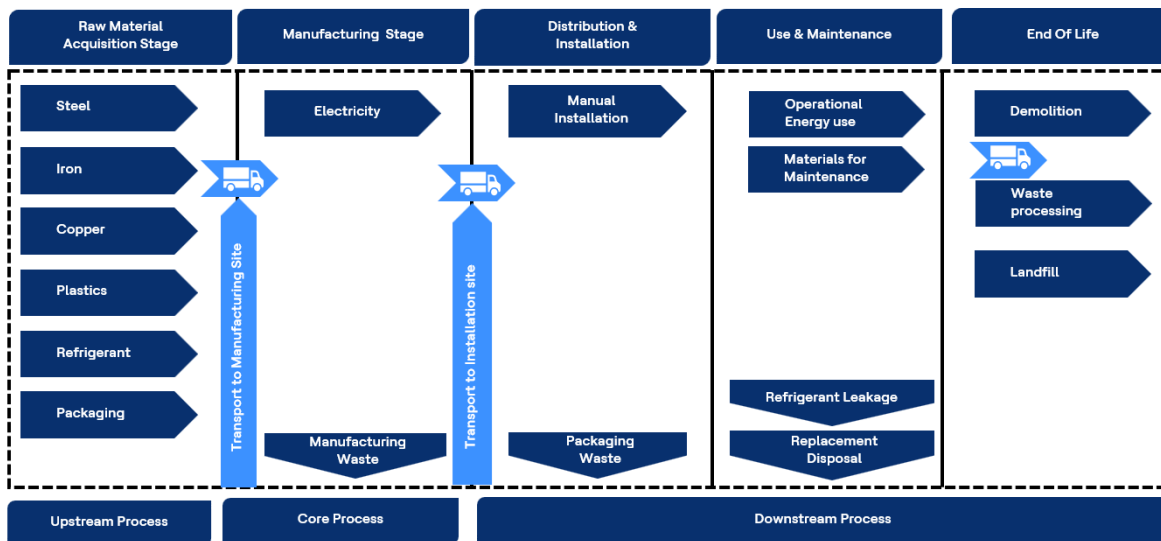 Raw Material
Acquisition Stage
Manufacturing Stage
Distribution &
Installation
Use & Maintenance
End Of Life
Steel
Iron
Copper
Plastics
Refrigerant
Packaging
Transport to Manufacturing Site
Electricity
Manufacturing
Waste
Transport to Installation site
Manual
Installation
Packaging
Waste
Operational
Energy use
Materials for
Maintenance
Refrigerant Leakage
Replacement
Disposal
Demolition
Waste
processing
Landfill
Upstream Process
Core Process
Downstream Process